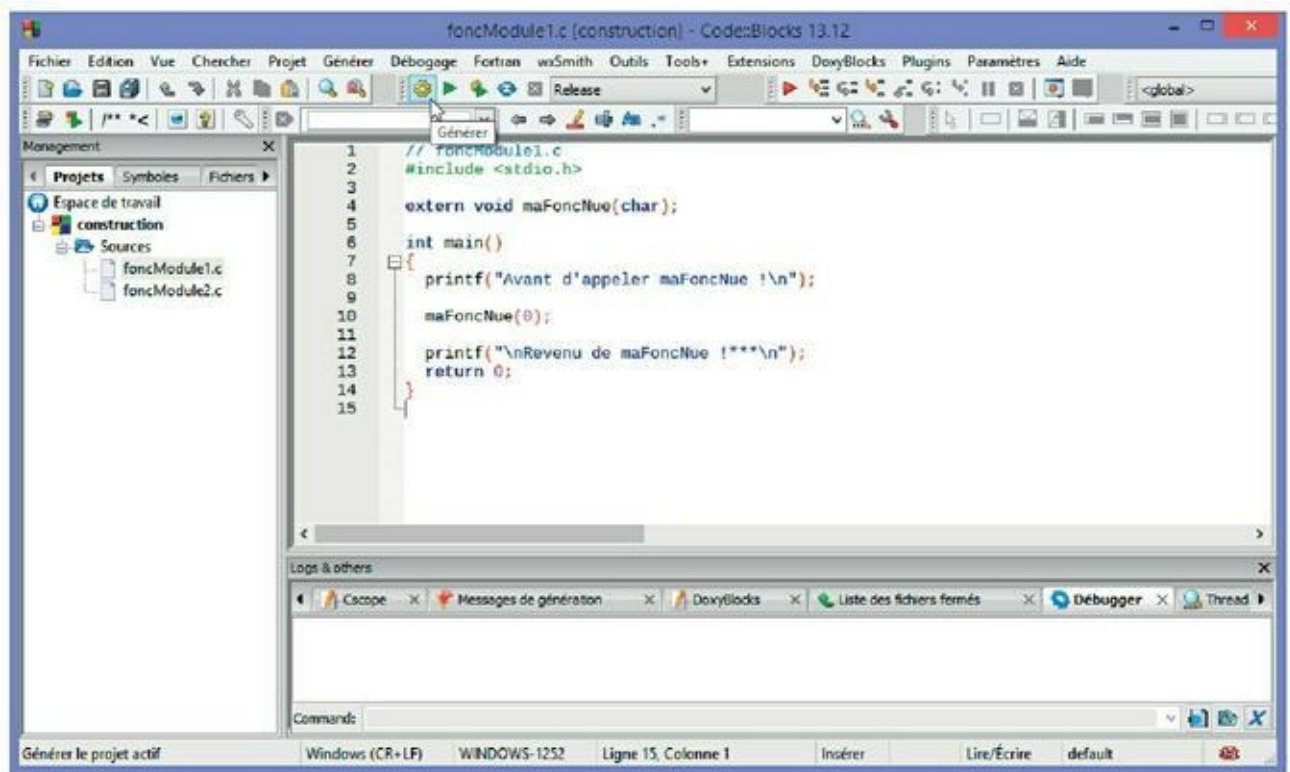 foncModule1.c [construction] - Code::Blocks 13.12
Fichier Edition Vue Chercher Projet Générer Débogage Fortran wxSmith Outils Tools+ Extensions DoxyBlocks Plugins Paramètres Aide
Release <global>
/** *<
Générer
Management
Projets Symboles Fichiers
Espace de travail
construction
Sources
foncModule1.c
foncModule2.c
1 // foncModule1.c
2 #include <stdio.h>
3
4 extern void maFoncNue(char);
5
6 int main()
7 {
8 printf("Avant d'appeler maFoncNue !\n");
9
10 maFoncNue(0);
11
12 printf("\nRevenu de maFoncNue !***\n");
13 return 0;
14 }
15
Logs & others
Cscope Messages de génération DoxyBlocks Liste des fichiers fermés Débugger Thread
Command:
Générer le projet actif Windows (CR+LF) WINDOWS-1252 Ligne 15, Colonne 1 Insérer Lire/Écrire default